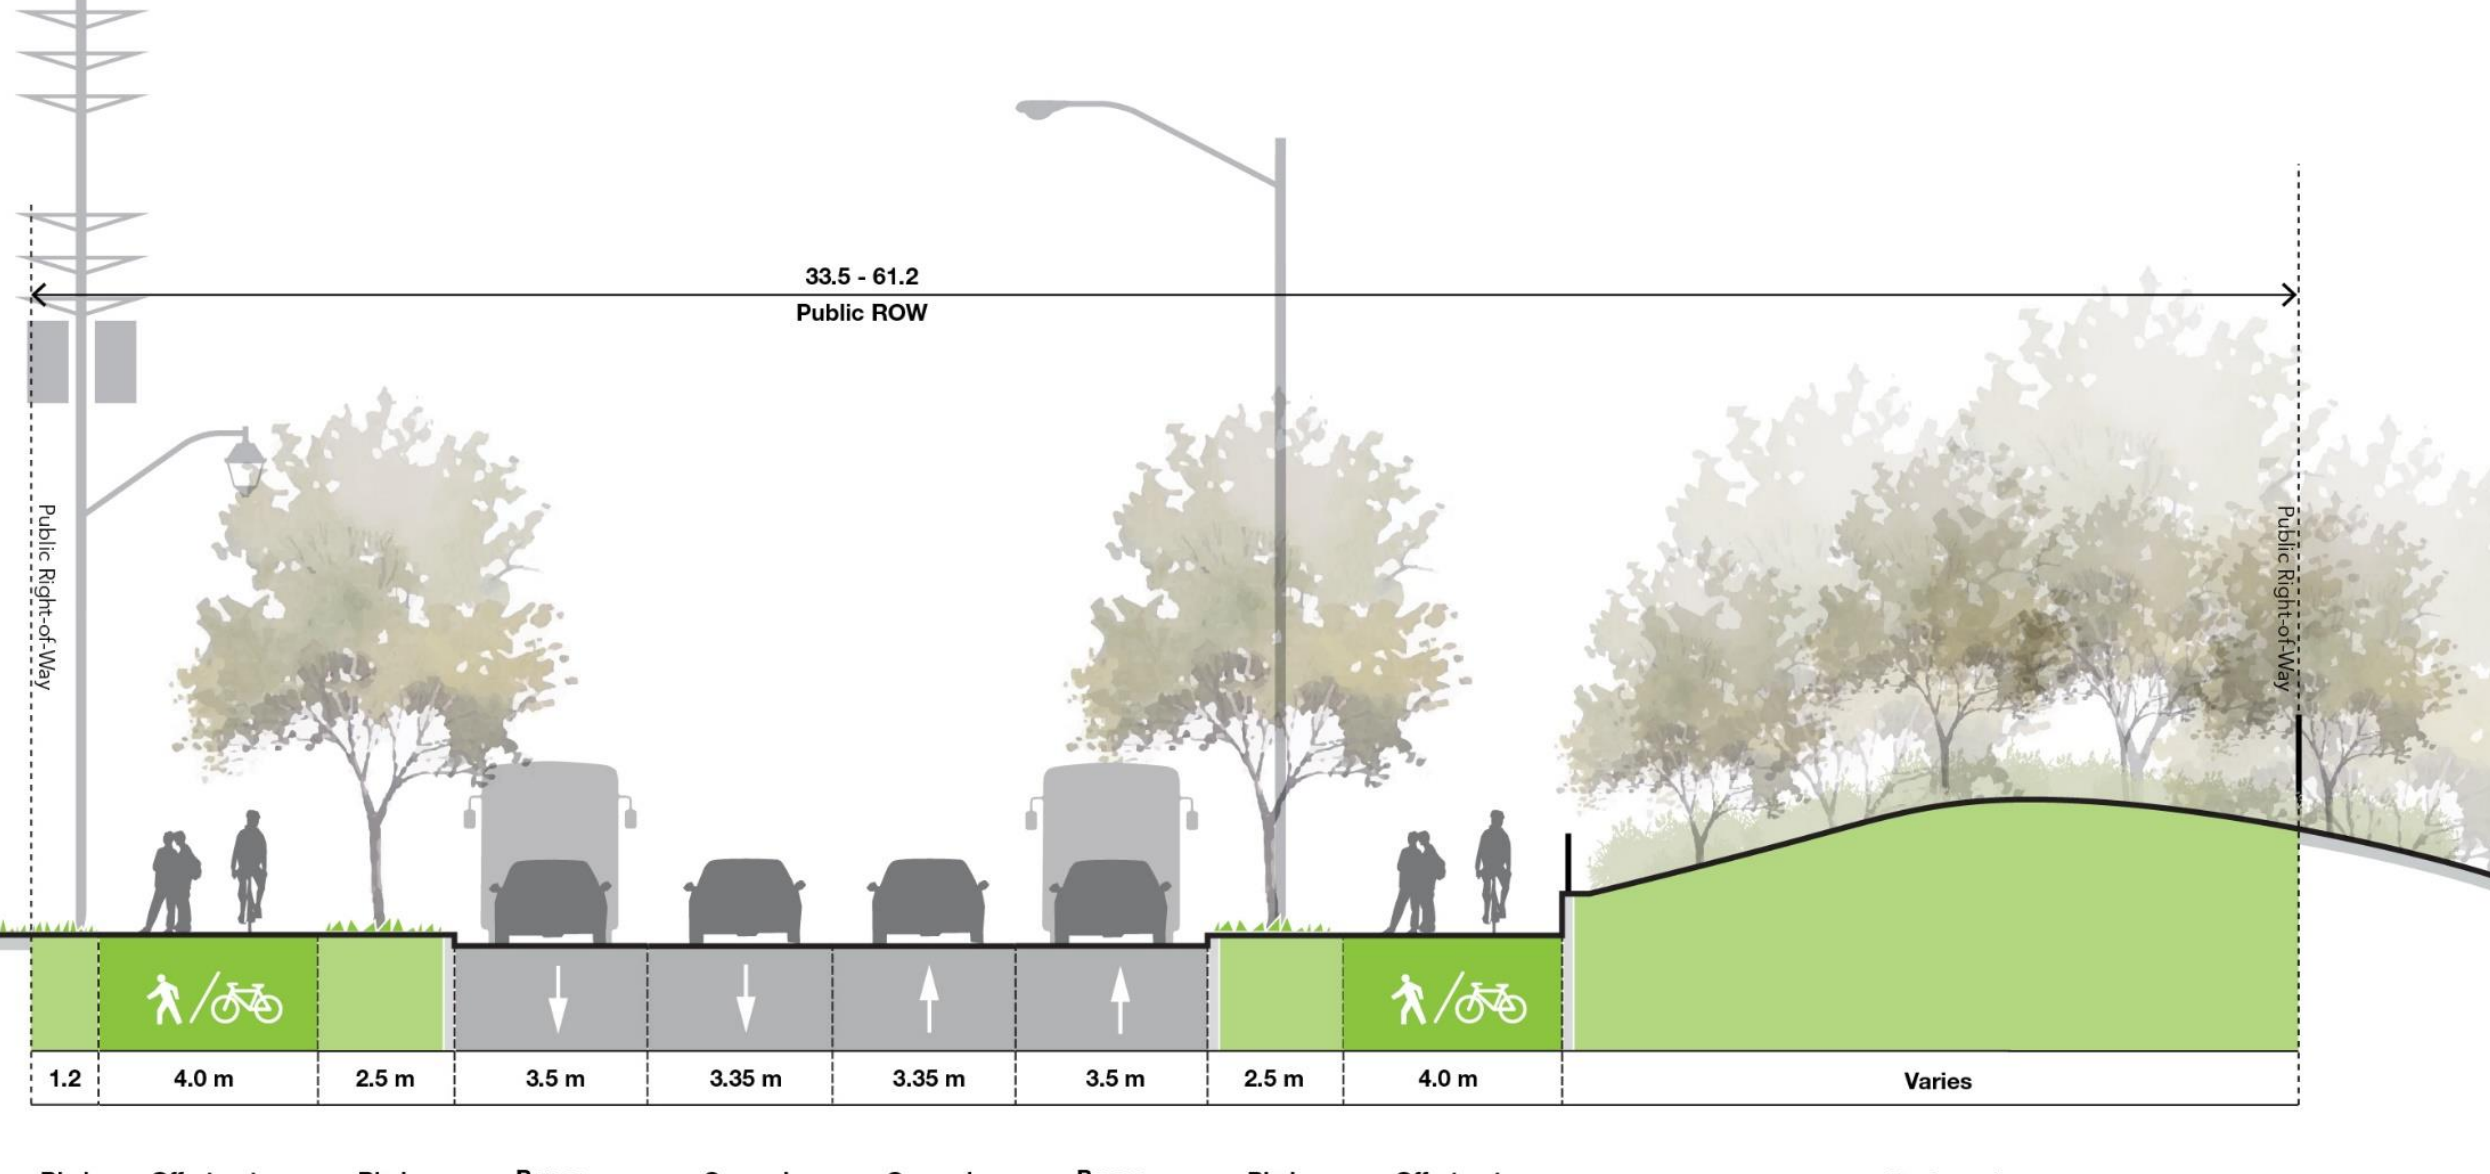 33.5 - 61.2
Public ROW
Public Right-of-Way
Public Right-of-Way
1.2
4.0 m
2.5 m
3.5 m
3.35 m
3.35 m
3.5 m
2.5 m
4.0 m
Varies